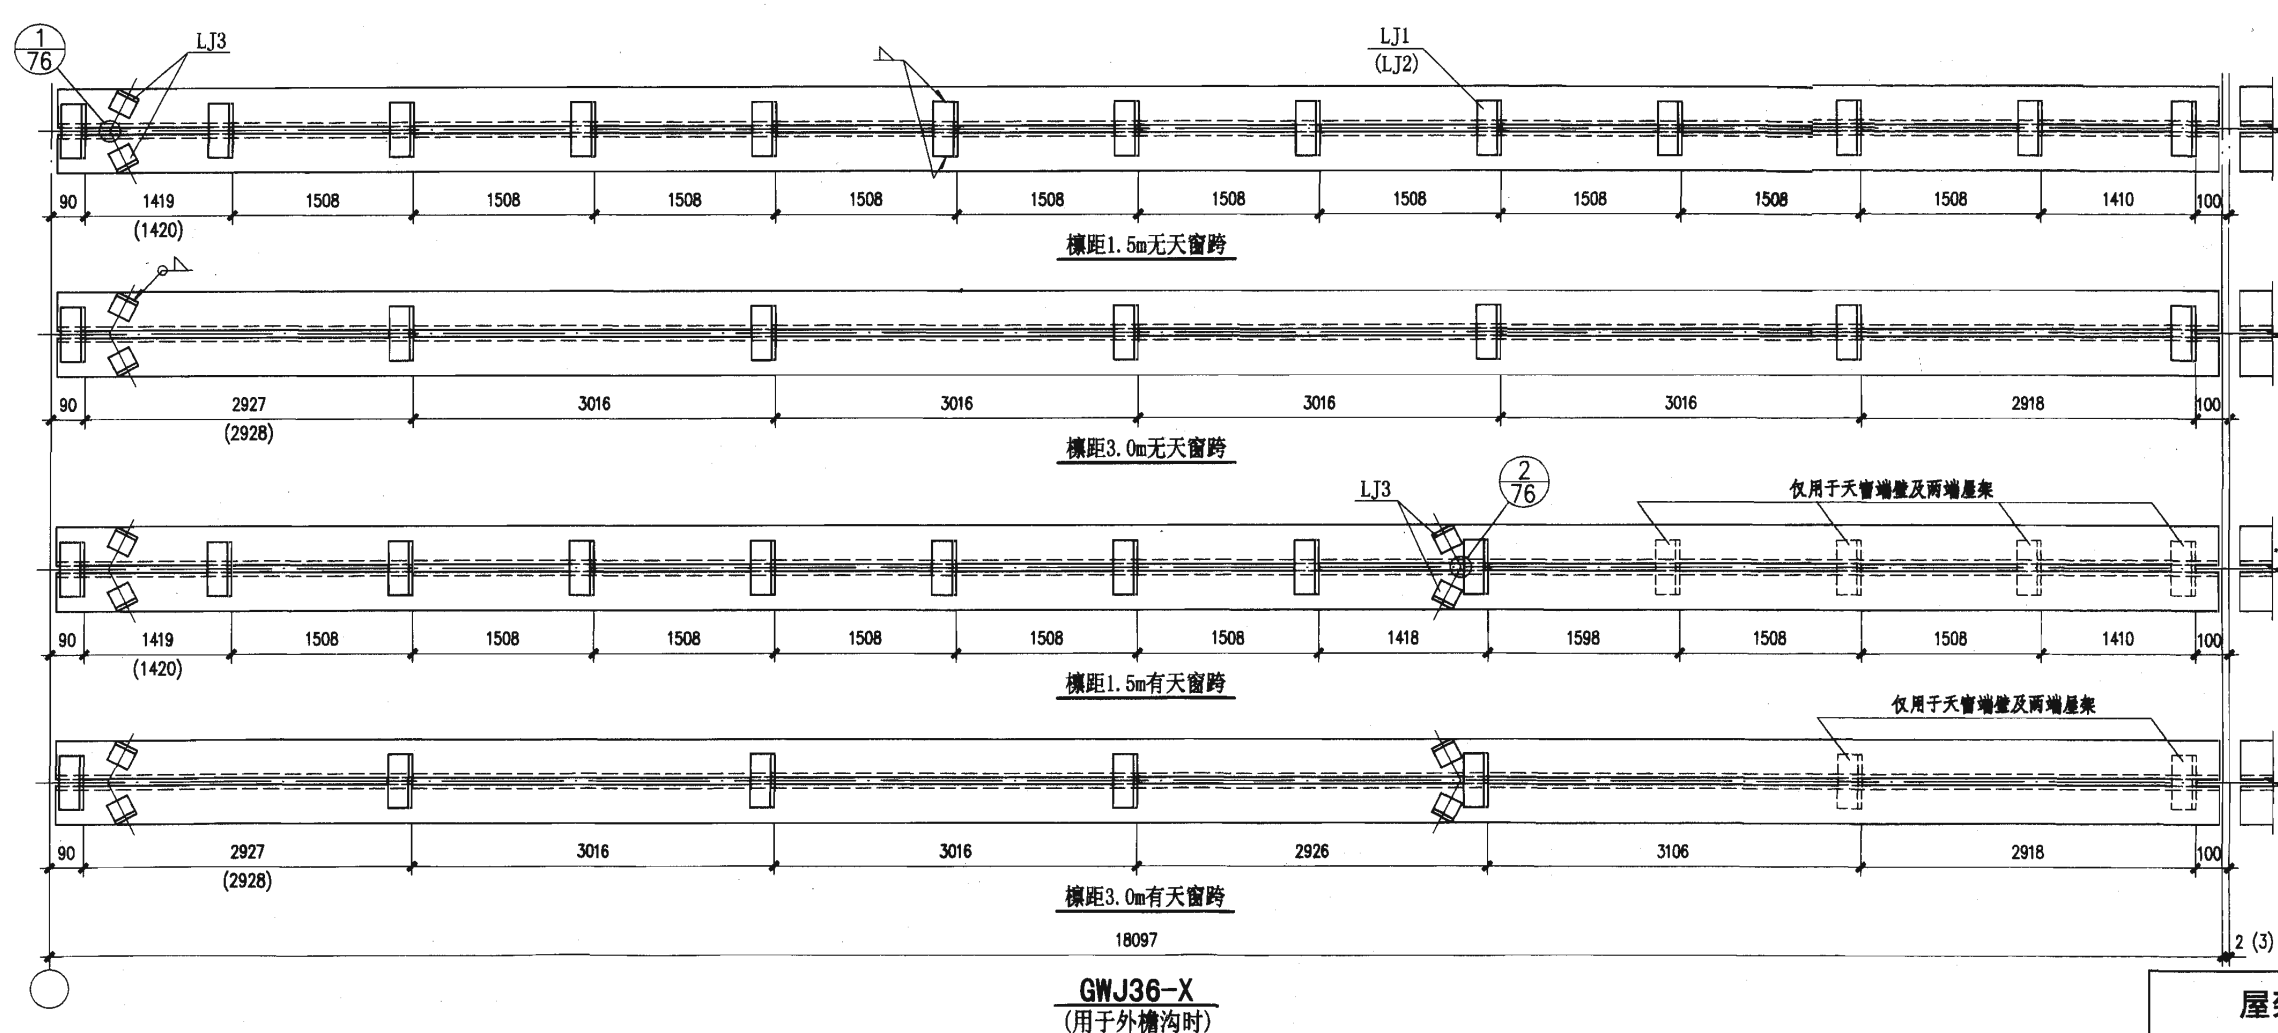 1
76
LJ3
LJ1
(LJ2)
90 1419 1508 1508 1508 1508 1508 1508 1508 1508 1508 1508 1410 100
(1420)
檩距1.5m无天窗跨
90 2927 3016 3016 3016 3016 2918 100
(2928)
檩距3.0m无天窗跨
LJ3
2
76
仅用于天窗端壁及两端屋架
90 1419 1508 1508 1508 1508 1508 1508 1418 1598 1508 1508 1410 100
(1420)
檩距1.5m有天窗跨
仅用于天窗端壁及两端屋架
90 2927 3016 3016 2926 3106 2918 100
(2928)
檩距3.0m有天窗跨
18097
2 (3)
GWJ36-X
(用于外檐沟时)
屋